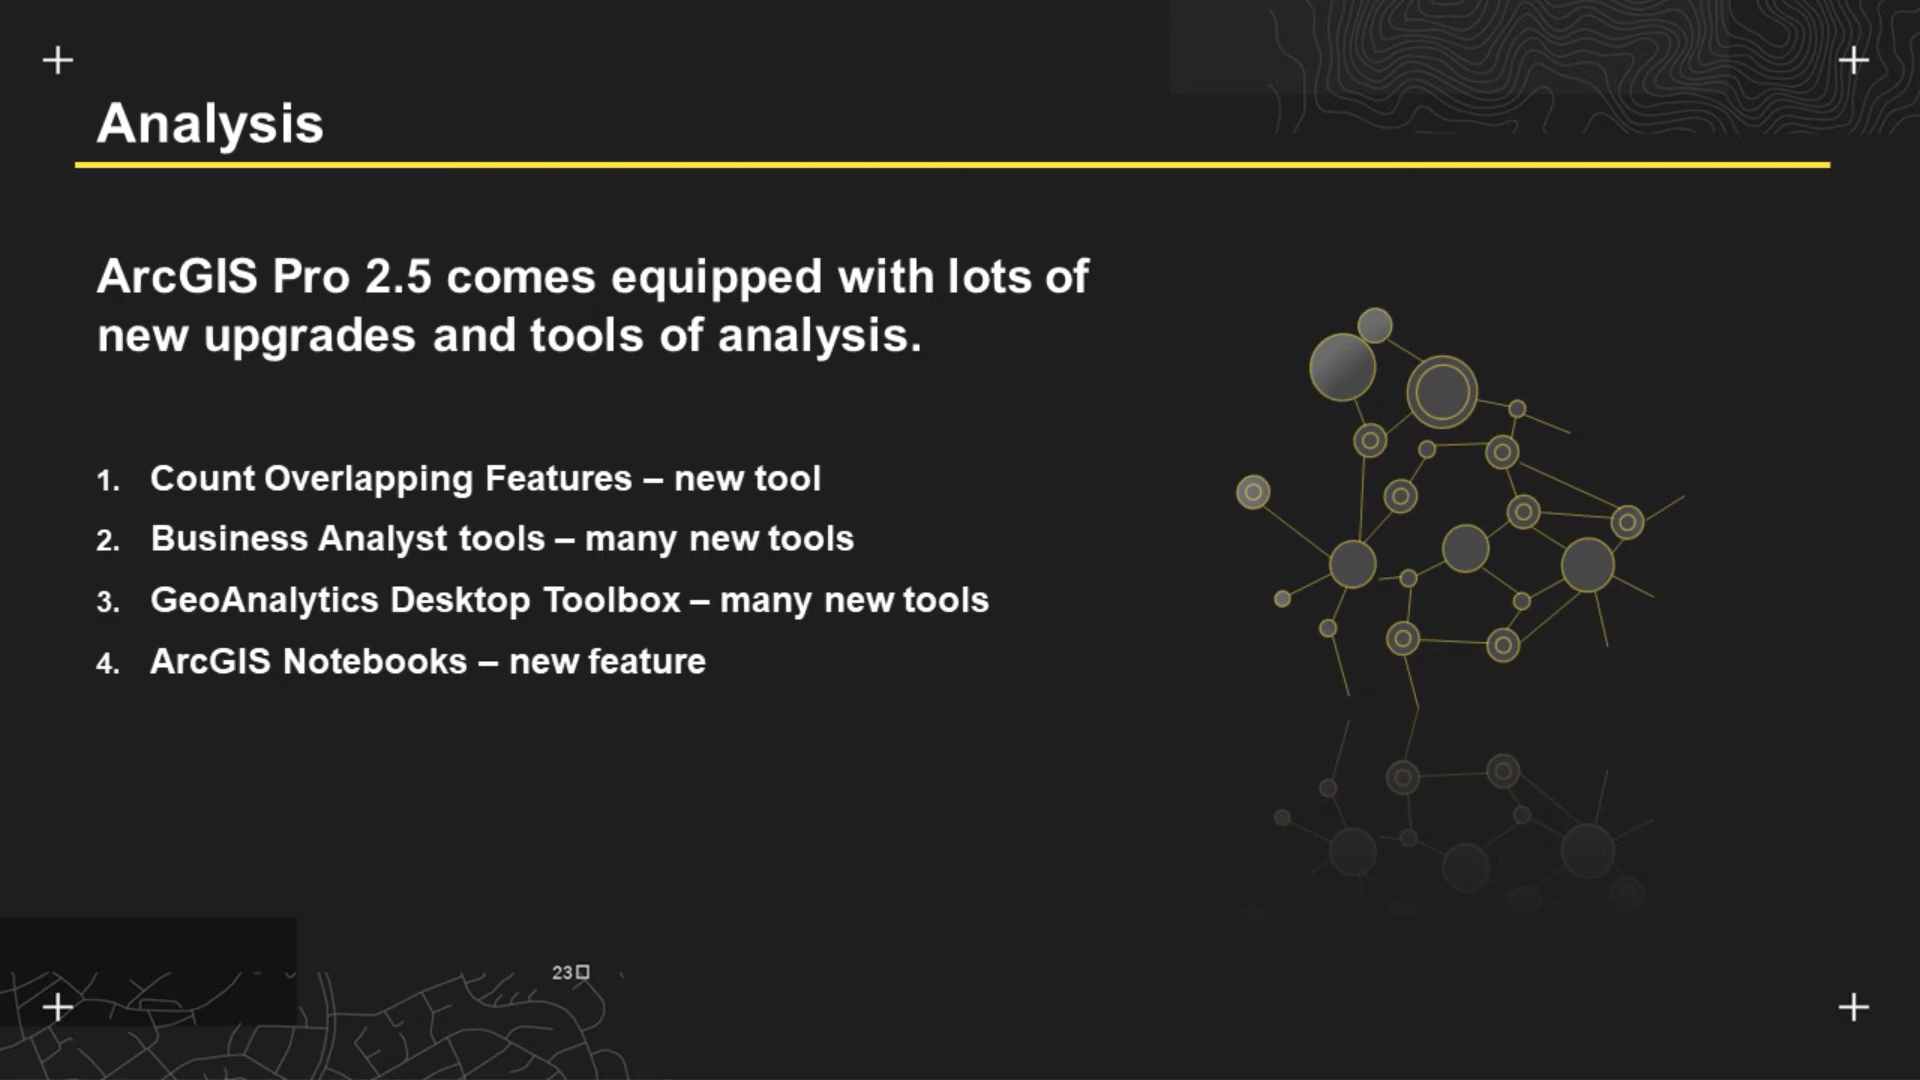 Analysis
ArcGIS Pro 2.5 comes equipped with lots of
new upgrades and tools of analysis.
1. Count Overlapping Features – new tool
2. Business Analyst tools – many new tools
3. GeoAnalytics Desktop Toolbox – many new tools
4. ArcGIS Notebooks – new feature
23